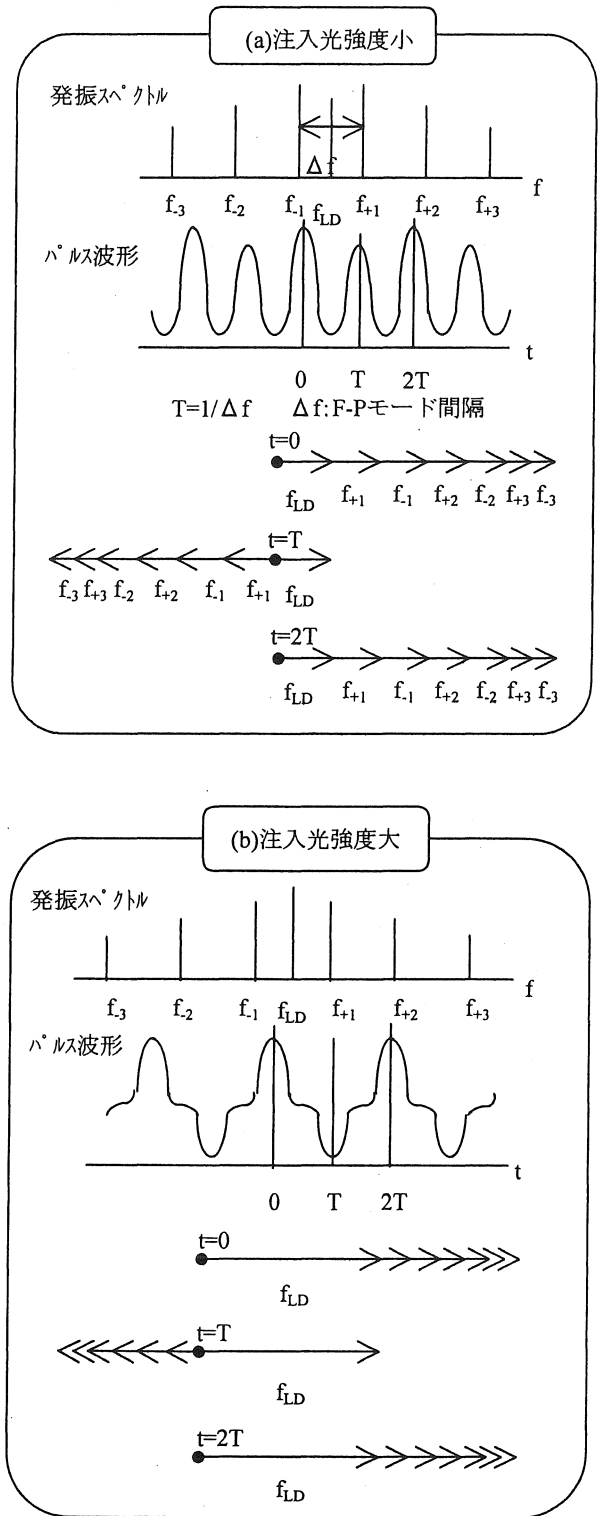 (a)注入光強度小
発振スペクトル
Δf
f
f-3 f-2 f-1 fLD f+1 f+2 f+3
パルス波形
t
0 T 2T
T=1/Δf Δf:F-Pモード間隔
t=0
fLD f+1 f-1 f+2 f-2 f+3 f-3
t=T
f-3 f+3 f-2 f+2 f-1 f+1 fLD
t=2T
fLD f+1 f-1 f+2 f-2 f+3 f-3
(b)注入光強度大
発振スペクトル
f
f-3 f-2 f-1 fLD f+1 f+2 f+3
パルス波形
t
0 T 2T
t=0
fLD
t=T
fLD
t=2T
fLD